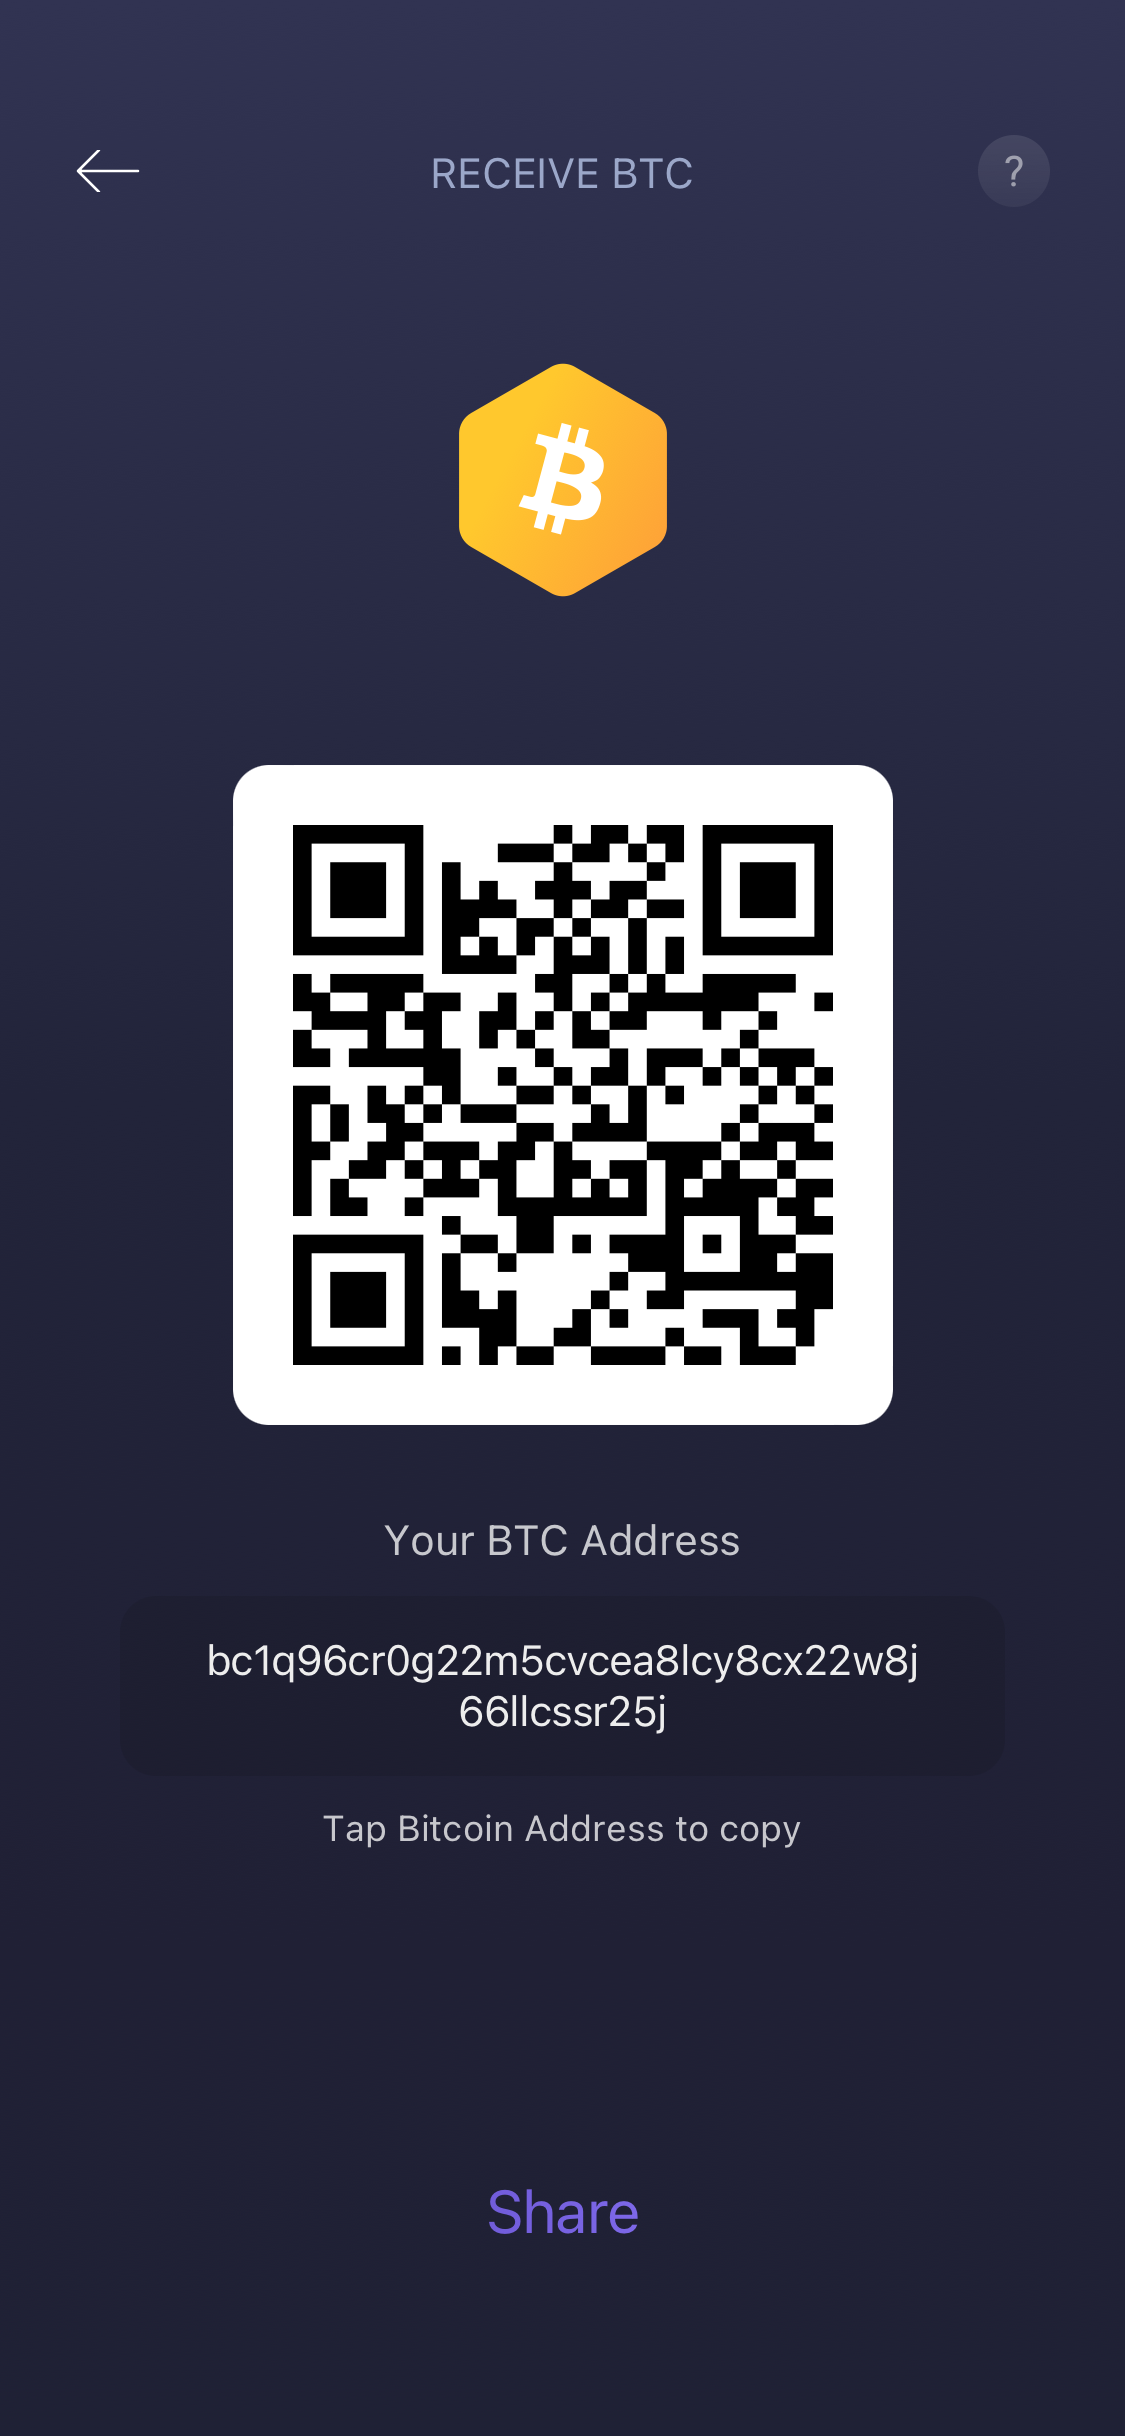 RECEIVE BTC
?
Your BTC Address
bc1q96cr0g22m5cvcea8lcy8cx22w8j
66llcssr25j
Tap Bitcoin Address to copy
Share